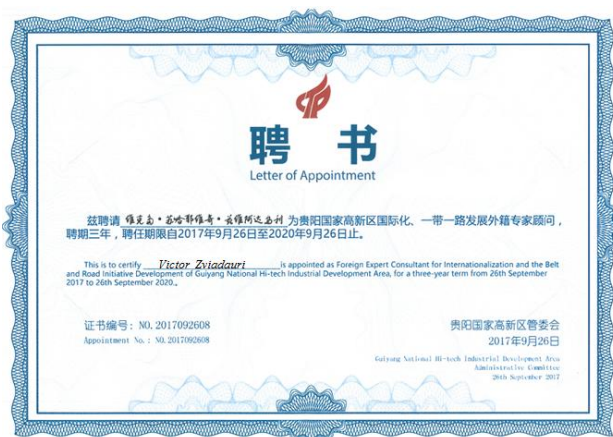 聘 书
Letter of Appointment
兹聘请 维克多·苏哈耶维奇·兹维阿达乌利 为贵阳国家高新区国际化、一带一路发展外籍专家顾问，
聘期三年，聘任期限自2017年9月26日至2020年9月26日止。
This is to certify Victor Zviadauri is appointed as Foreign Expert Consultant for Internationalization and the Belt
and Road Initiative Development of Guiyang National Hi-tech Industrial Development Area, for a three-year term from 26th September
2017 to 26th September 2020.。
证书编号：NO.2017092608
Appointment No.：NO.2017092608
贵阳国家高新区管委会
2017年9月26日
Guiyang National Hi-tech Industrial Development Area
Administrative Committee
26th September 2017